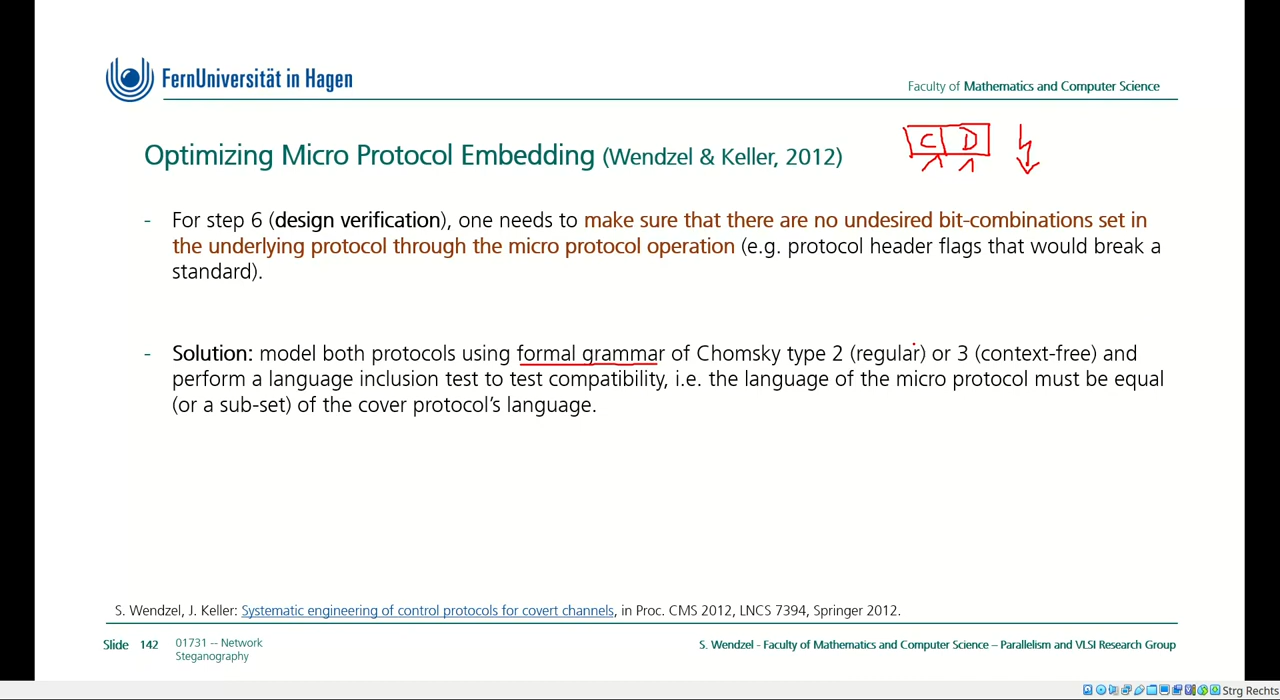 FernUniversität in Hagen
Faculty of Mathematics and Computer Science
C D
Optimizing Micro Protocol Embedding (Wendzel & Keller, 2012)
- For step 6 (design verification), one needs to make sure that there are no undesired bit-combinations set in
the underlying protocol through the micro protocol operation (e.g. protocol header flags that would break a
standard).
- Solution: model both protocols using formal grammar of Chomsky type 2 (regular) or 3 (context-free) and
perform a language inclusion test to test compatibility, i.e. the language of the micro protocol must be equal
(or a sub-set) of the cover protocol's language.
S. Wendzel, J. Keller: Systematic engineering of control protocols for covert channels, in Proc. CMS 2012, LNCS 7394, Springer 2012.
Slide 142 01731 -- Network
Steganography
S. Wendzel - Faculty of Mathematics and Computer Science – Parallelism and VLSI Research Group
Strg Rechts